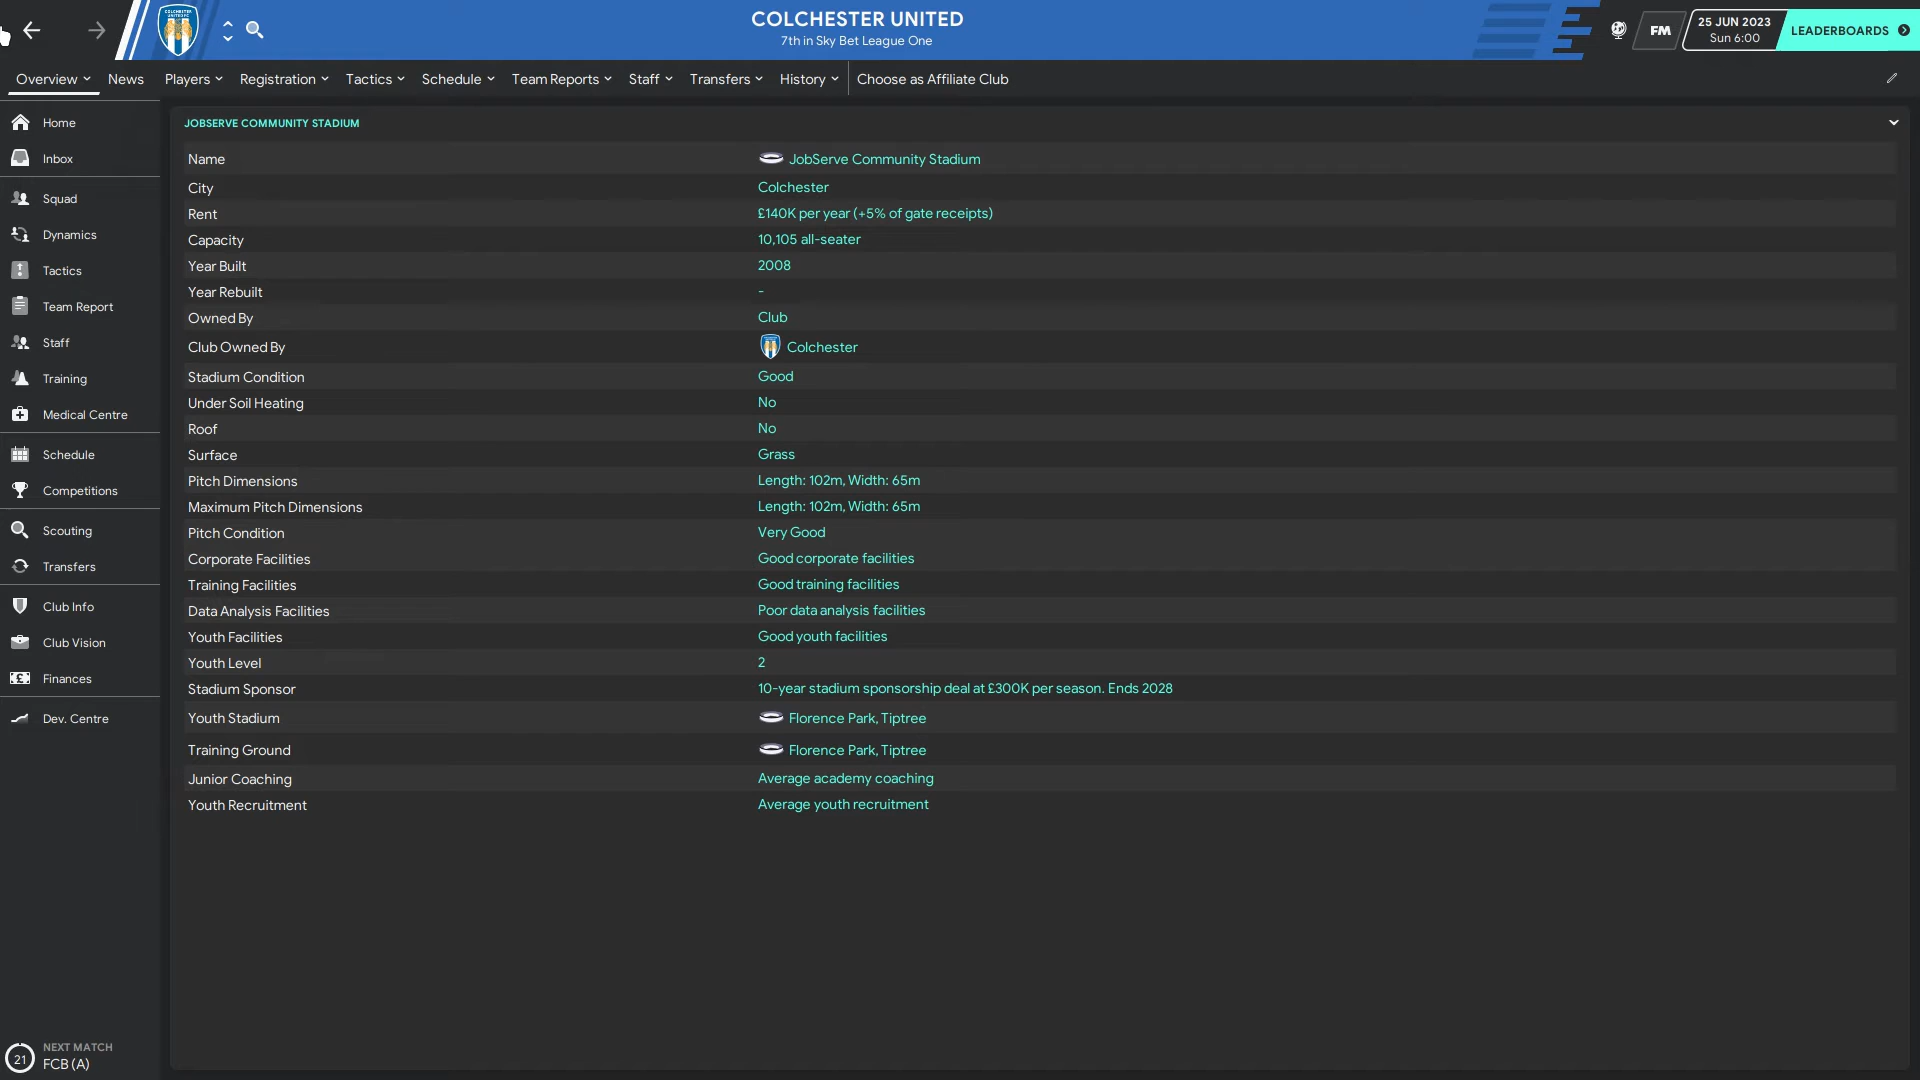 COLCHESTER UNITED
7th in Sky Bet League One
FM
25 JUN 2023
Sun 6:00
LEADERBOARDS
Overview News Players Registration Tactics Schedule Team Reports Staff Transfers History Choose as Affiliate Club
Home
Inbox
Squad
Dynamics
Tactics
Team Report
Staff
Training
Medical Centre
Schedule
Competitions
Scouting
Transfers
Club Info
Club Vision
Finances
Dev. Centre
21
NEXT MATCH
FCB (A)
JOBSERVE COMMUNITY STADIUM
Name JobServe Community Stadium
City Colchester
Rent £140K per year (+5% of gate receipts)
Capacity 10,105 all-seater
Year Built 2008
Year Rebuilt -
Owned By Club
Club Owned By Colchester
Stadium Condition Good
Under Soil Heating No
Roof No
Surface Grass
Pitch Dimensions Length: 102m, Width: 65m
Maximum Pitch Dimensions Length: 102m, Width: 65m
Pitch Condition Very Good
Corporate Facilities Good corporate facilities
Training Facilities Good training facilities
Data Analysis Facilities Poor data analysis facilities
Youth Facilities Good youth facilities
Youth Level 2
Stadium Sponsor 10-year stadium sponsorship deal at £300K per season. Ends 2028
Youth Stadium Florence Park, Tiptree
Training Ground Florence Park, Tiptree
Junior Coaching Average academy coaching
Youth Recruitment Average youth recruitment